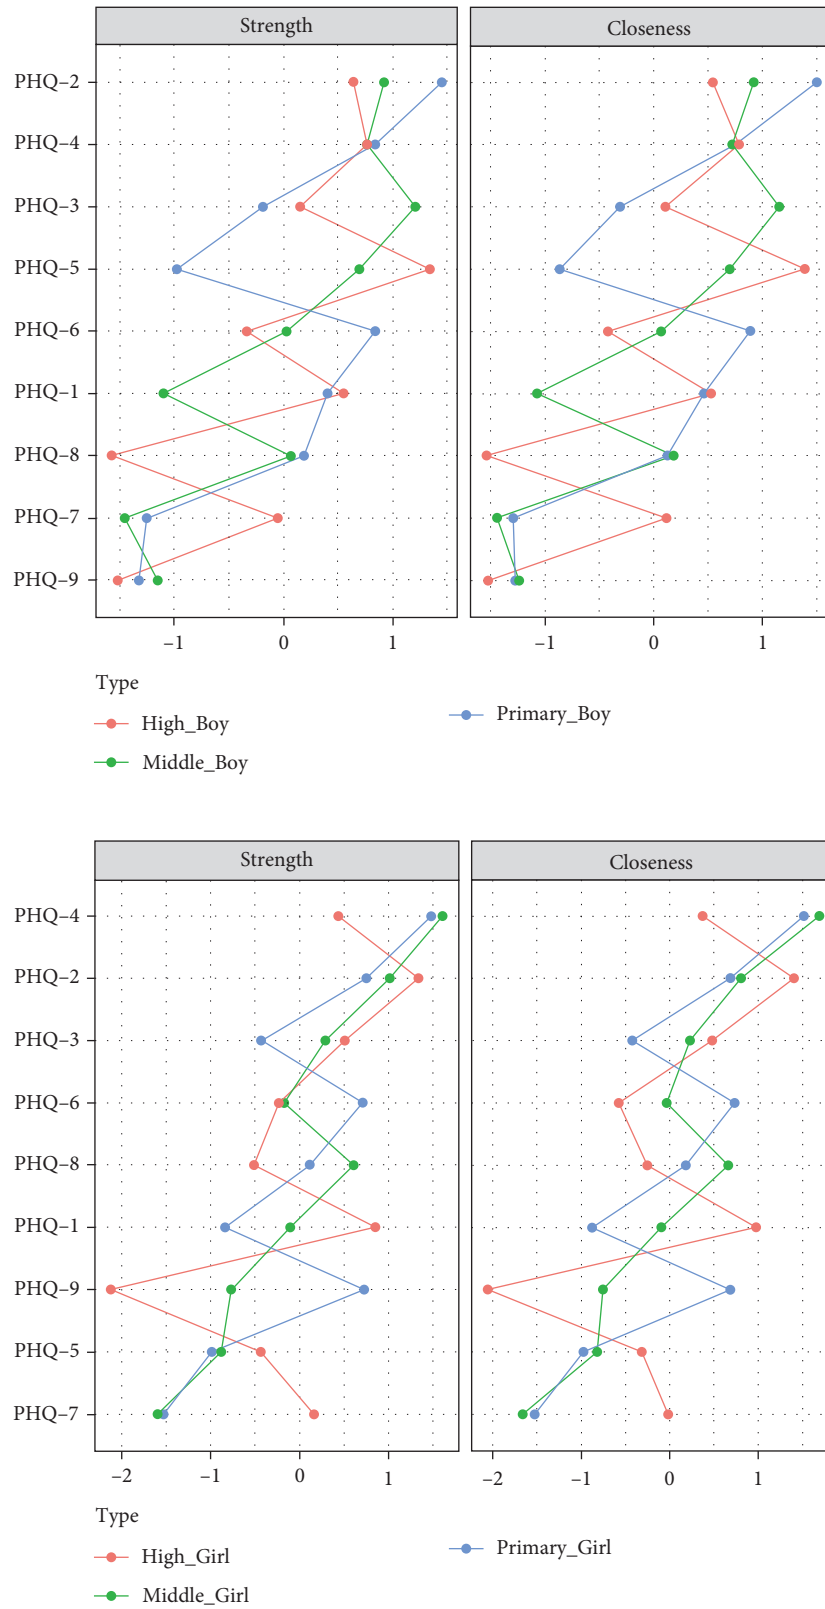 Strength Closeness
PHQ–2
PHQ–4
PHQ–3
PHQ–5
PHQ–6
PHQ–1
PHQ–8
PHQ–7
PHQ–9
–1 0 1 –1 0 1
Type
High_Boy Primary_Boy
Middle_Boy
Strength Closeness
PHQ–4
PHQ–2
PHQ–3
PHQ–6
PHQ–8
PHQ–1
PHQ–9
PHQ–5
PHQ–7
–2 –1 0 1 –2 –1 0 1
Type
High_Girl Primary_Girl
Middle_Girl